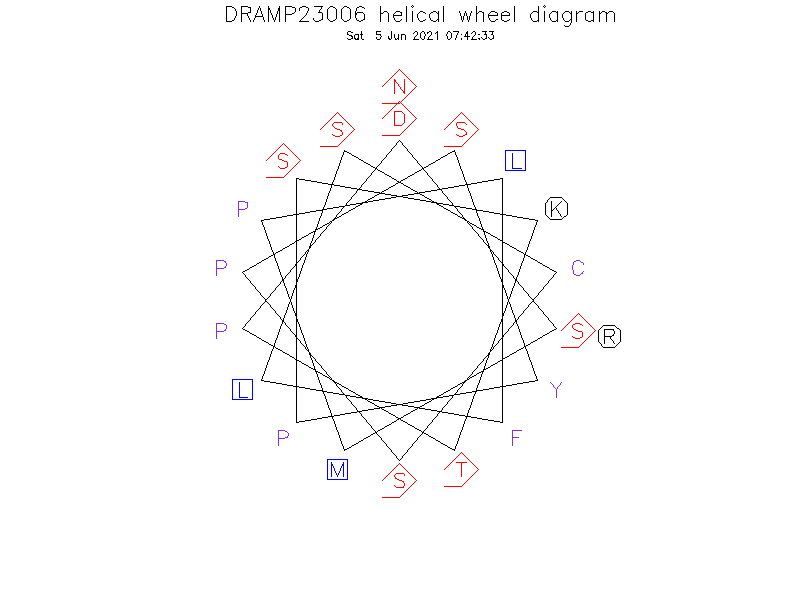 DRAMP23006 helical wheel diagram
Sat 5 Jun 2021 07:42:33
N
S D S
S L
P K
P C
P S R
L Y
P F
M S T